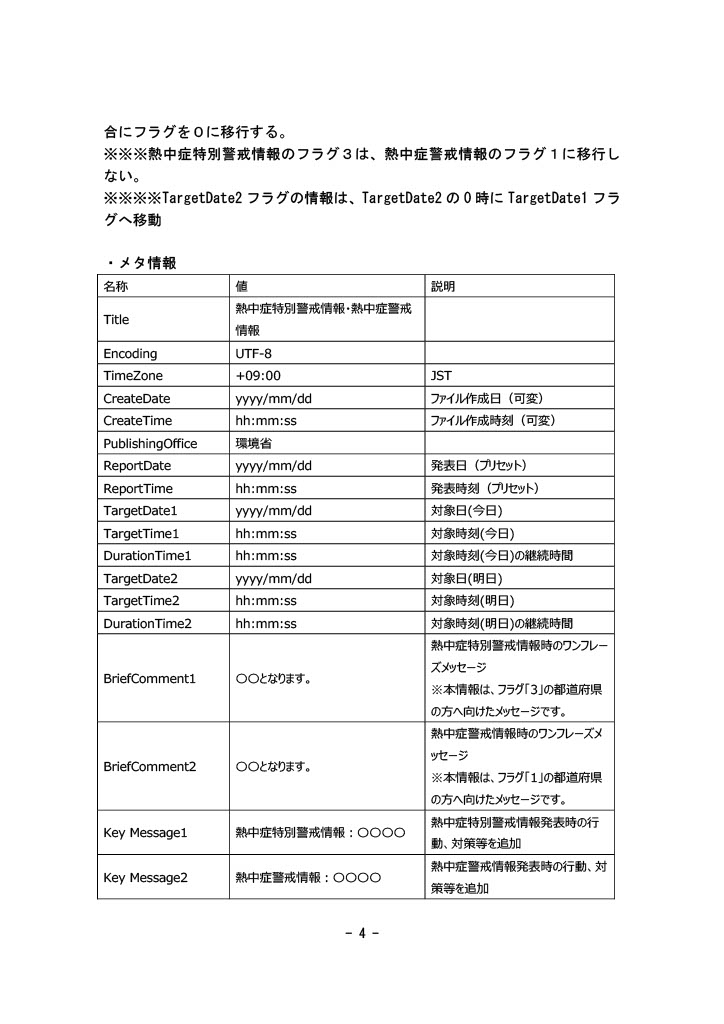 合にフラグを０に移行する。
※※※熱中症特別警戒情報のフラグ３は、熱中症警戒情報のフラグ１に移行し
ない。
※※※※TargetDate2 フラグの情報は、TargetDate2 の 0 時に TargetDate1 フラ
グへ移動
・メタ情報
名称 値 説明
Title 熱中症特別警戒情報・熱中症警戒
情報
Encoding UTF-8
TimeZone +09:00 JST
CreateDate yyyy/mm/dd ファイル作成日（可変）
CreateTime hh:mm:ss ファイル作成時刻（可変）
PublishingOffice 環境省
ReportDate yyyy/mm/dd 発表日（プリセット）
ReportTime hh:mm:ss 発表時刻（プリセット）
TargetDate1 yyyy/mm/dd 対象日(今日)
TargetTime1 hh:mm:ss 対象時刻(今日)
DurationTime1 hh:mm:ss 対象時刻(今日)の継続時間
TargetDate2 yyyy/mm/dd 対象日(明日)
TargetTime2 hh:mm:ss 対象時刻(明日)
DurationTime2 hh:mm:ss 対象時刻(明日)の継続時間
BriefComment1 〇〇となります。 熱中症特別警戒情報時のワンフレー
ズメッセージ
※本情報は、フラグ「3」の都道府県
の方へ向けたメッセージです。
BriefComment2 〇〇となります。 熱中症警戒情報時のワンフレーズメ
ッセージ
※本情報は、フラグ「1」の都道府県
の方へ向けたメッセージです。
Key Message1 熱中症特別警戒情報：〇〇〇〇 熱中症特別警戒情報発表時の行
動、対策等を追加
Key Message2 熱中症警戒情報：〇〇〇〇 熱中症警戒情報発表時の行動、対
策等を追加
- 4 -